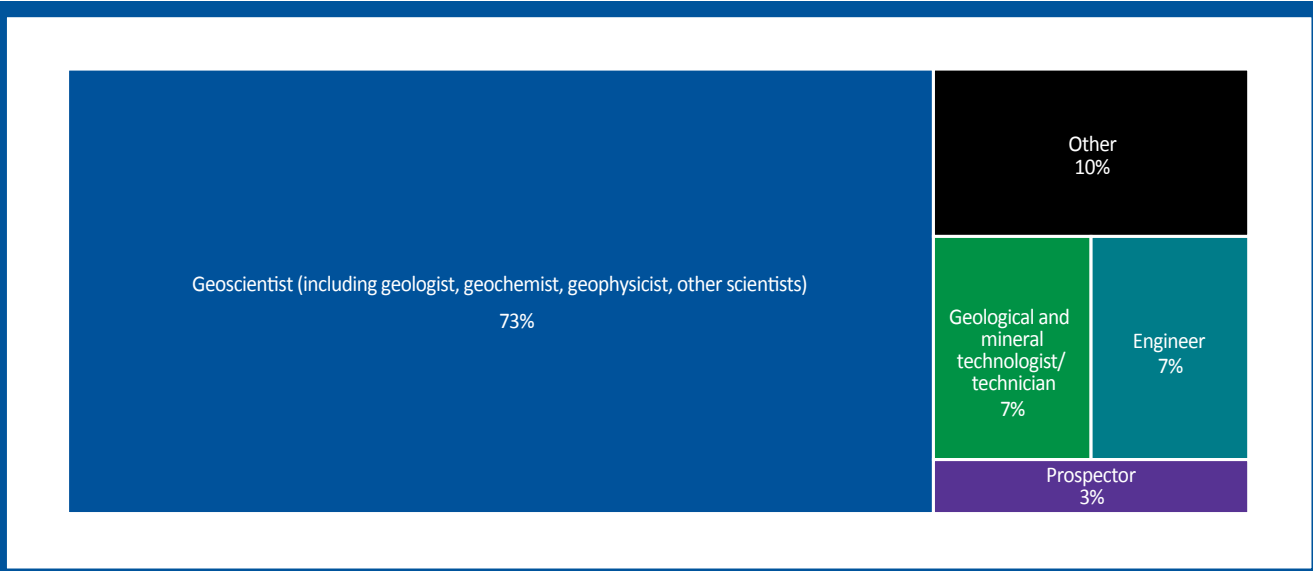 Geoscientist (including geologist, geochemist, geophysicist, other scientists)
73%
Other
10%
Geological and
mineral
technologist/
technician
7%
Engineer
7%
Prospector
3%